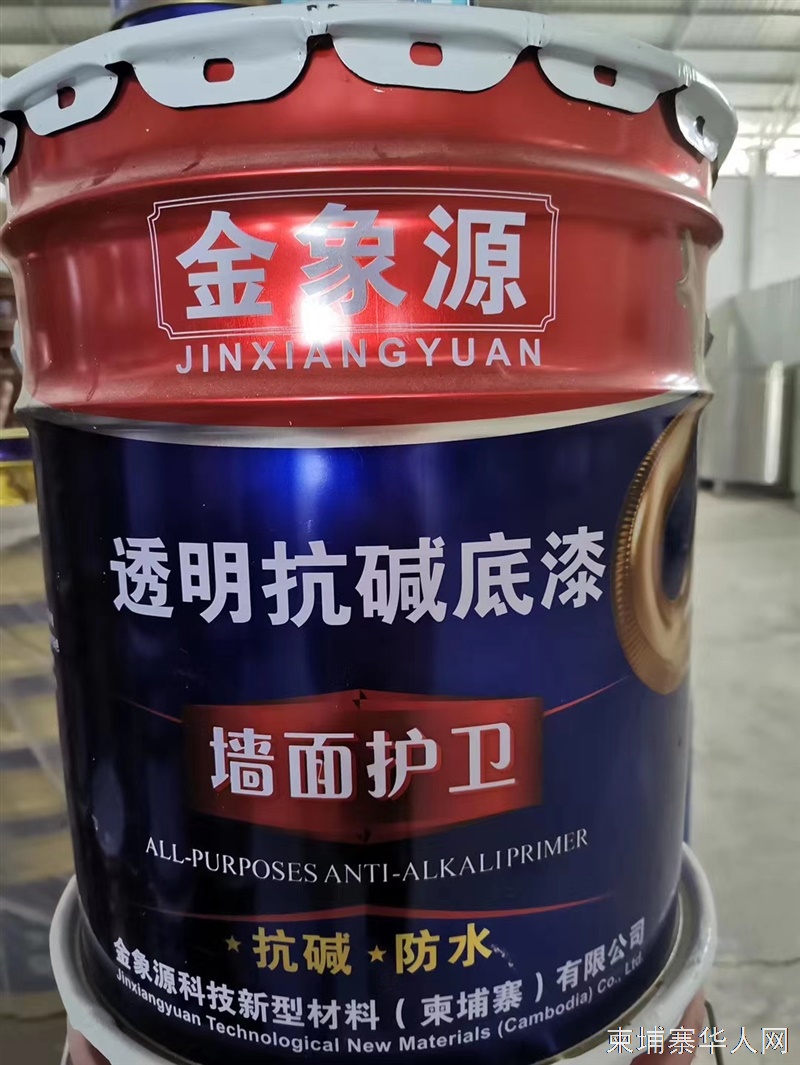 金象源
JINXIANGYUAN
透明抗碱底漆
墙面护卫
ALL-PURPOSES ANTI-ALKALI PRIMER
★抗碱★防水
金象源科技新型材料（柬埔寨）有限公司
Jinxiangyuan Technological New Materials (Cambodia) Co., Ltd.
柬埔寨华人网